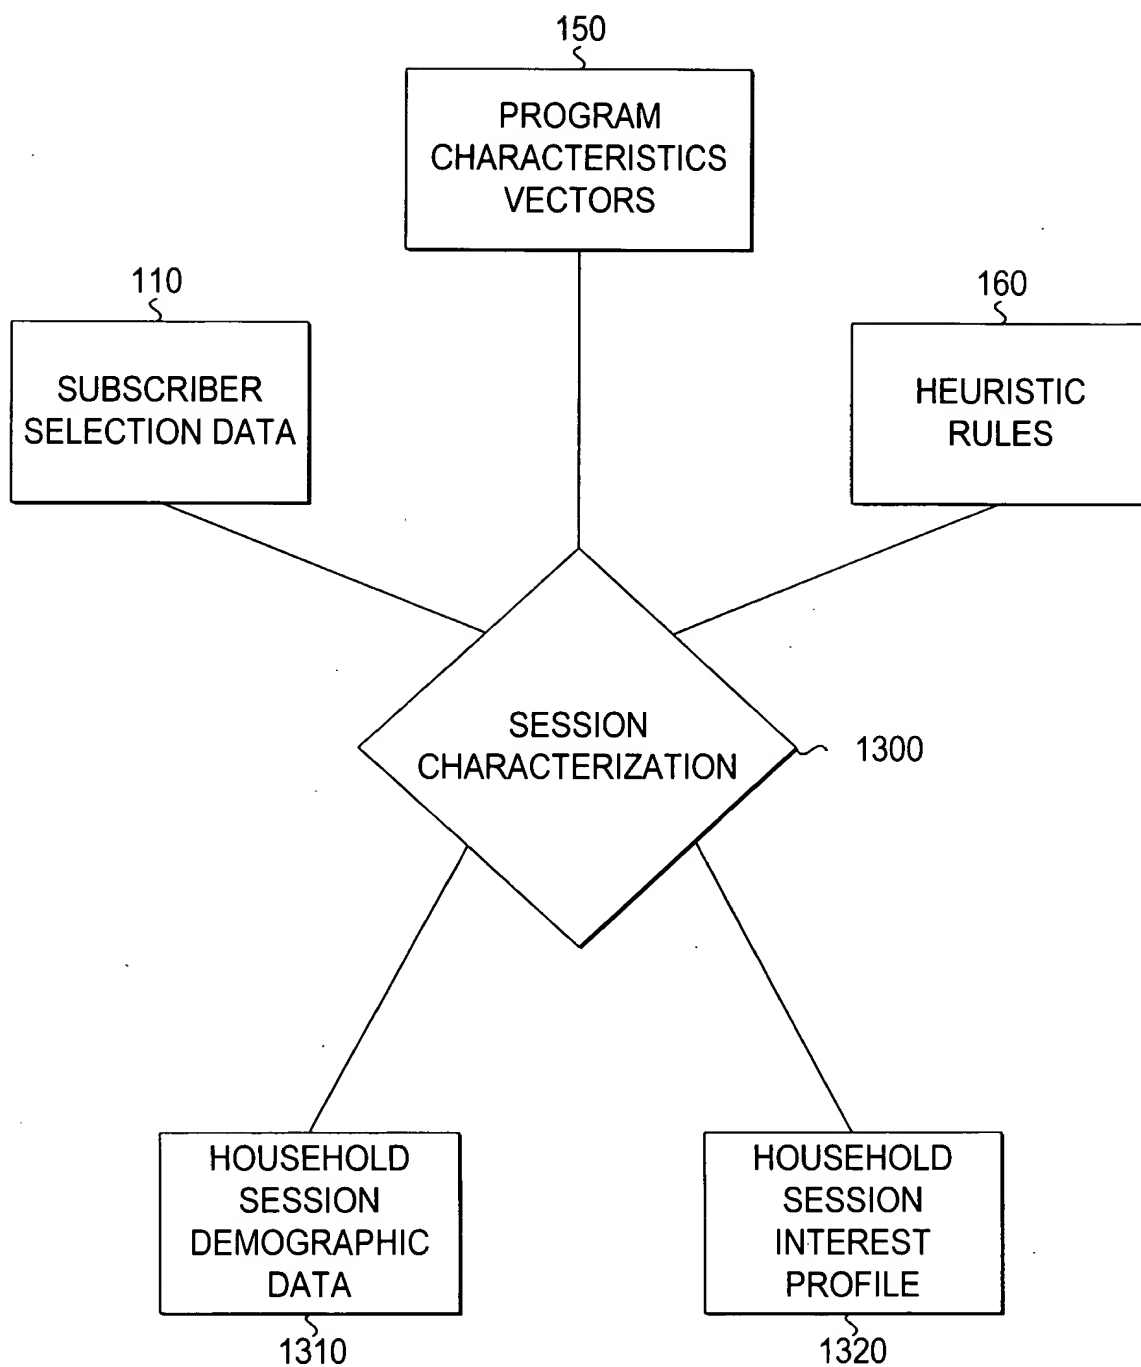 150
PROGRAM
CHARACTERISTICS
VECTORS
110
SUBSCRIBER
SELECTION DATA
160
HEURISTIC
RULES
SESSION
CHARACTERIZATION
1300
HOUSEHOLD
SESSION
DEMOGRAPHIC
DATA
1310
HOUSEHOLD
SESSION
INTEREST
PROFILE
1320